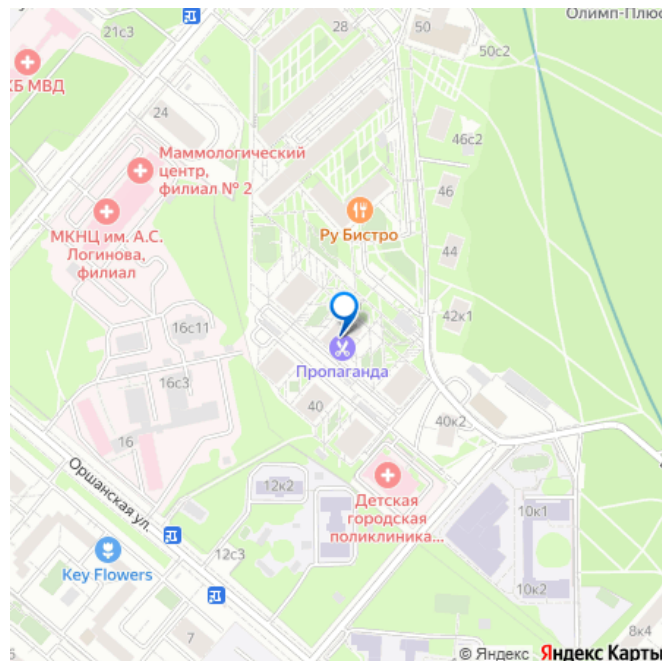 Олимп-Плюс
21с3
28
50
50с2
КБ МВД
24
46с2
Маммологический
центр,
филиал № 2
46
МКНЦ им. А.С.
Логинова,
филиал
Ру Бистро
44
42к1
16с11
16с3
Пропаганда
40
40к2
16
Оршанская ул.
12к2
Детская
городская
поликлиника...
10к1
12с3
Key Flowers
10к2
7
8к4
© Яндекс Яндекс Карты